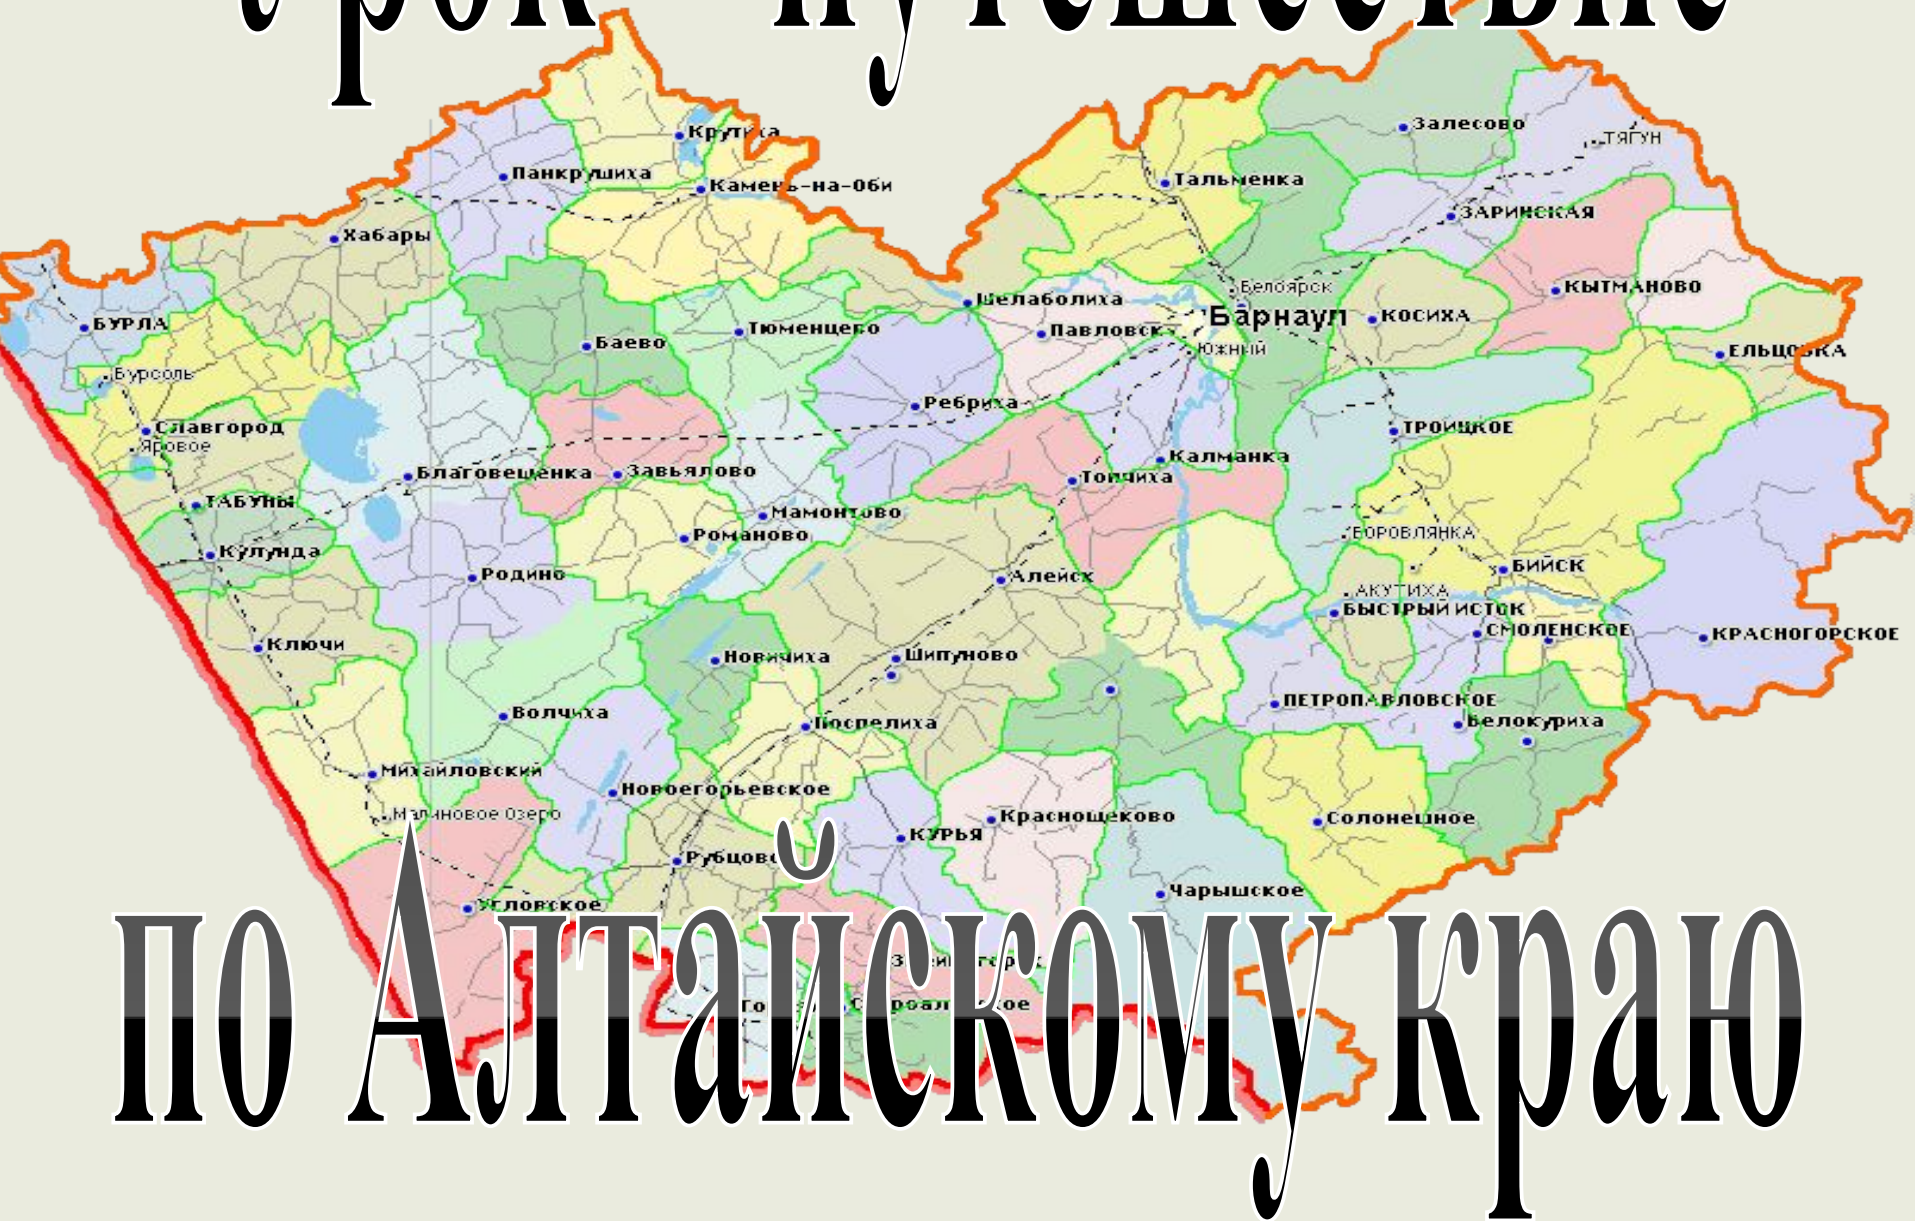 Урок - путешествие
Крутиха
Залесово
ТЯГУН
Панкрушиха
Камень-на-Оби
Тальменка
ЗАРИНСКАЯ
Хабары
Белоярск
КЫТМАНОВО
Шелаболиха
БУРЛА
Тюменцево
Павловск
Барнаул
КОСИХА
Баево
Южный
ЕЛЬЦОВКА
Бурсоль
Ребриха
Славгород
ТРОИЦКОЕ
Яровое
Калманка
Благовещенка
Завьялово
Топчиха
ТАБУНЫ
Мамонтово
Романово
БОРОВЛЯНКА
Кулунда
БИЙСК
Родино
Алейск
АКУТИХА
БЫСТРЫЙ ИСТОК
СМОЛЕНСКОЕ
КРАСНОГОРСКОЕ
Ключи
Новичиха
Шипуново
ПЕТРОПАВЛОВСКОЕ
Волчиха
Поспелиха
Белокуриха
Михайловский
Новоегорьевское
Малиновое Озеро
Краснощеково
Солонешное
КУРЬЯ
Рубцовс
Чарышское
Угловское
по Алтайскому краю